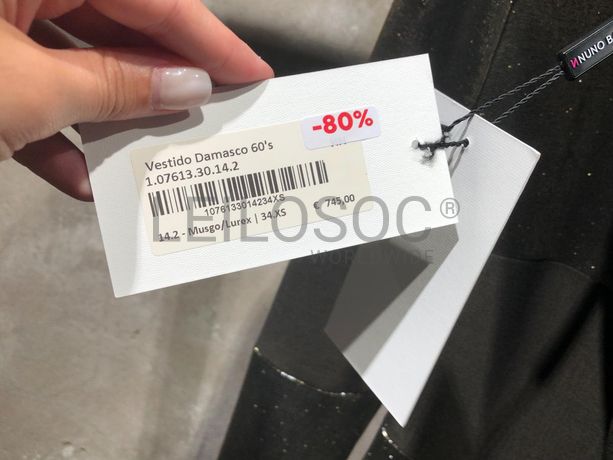 NUNO B
-80%
Vestido Damasco 60's
1.07613.30.14.2
1076133014234XS
14.2 - Musgo/Lurex | 34.XS
€ 745,00
LEILOSOC®
WORLDWIDE